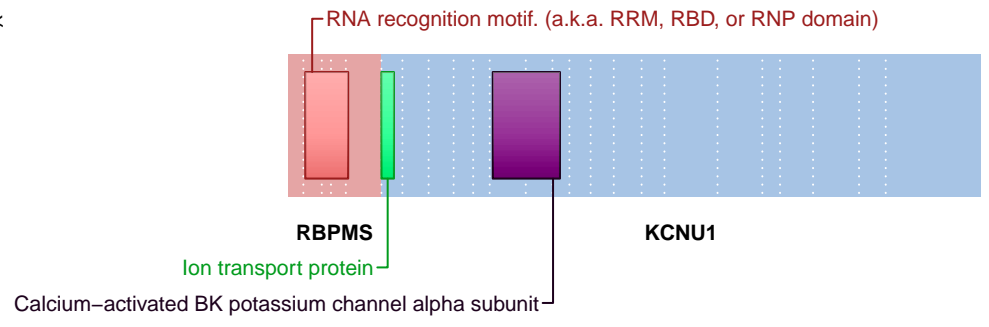 RNA recognition motif. (a.k.a. RRM, RBD, or RNP domain)
RBPMS
KCNU1
Ion transport protein
Calcium−activated BK potassium channel alpha subunit